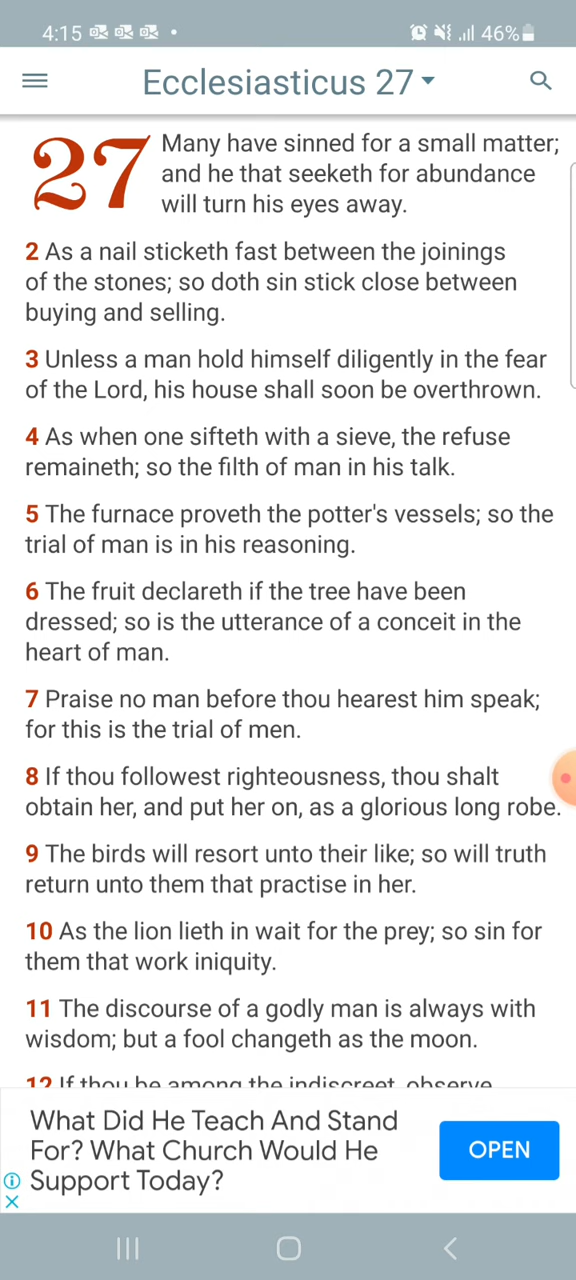 4:15
46%
Ecclesiasticus 27
27 Many have sinned for a small matter;
and he that seeketh for abundance
will turn his eyes away.
2 As a nail sticketh fast between the joinings
of the stones; so doth sin stick close between
buying and selling.
3 Unless a man hold himself diligently in the fear
of the Lord, his house shall soon be overthrown.
4 As when one sifteth with a sieve, the refuse
remaineth; so the filth of man in his talk.
5 The furnace proveth the potter's vessels; so the
trial of man is in his reasoning.
6 The fruit declareth if the tree have been
dressed; so is the utterance of a conceit in the
heart of man.
7 Praise no man before thou hearest him speak;
for this is the trial of men.
8 If thou followest righteousness, thou shalt
obtain her, and put her on, as a glorious long robe.
9 The birds will resort unto their like; so will truth
return unto them that practise in her.
10 As the lion lieth in wait for the prey; so sin for
them that work iniquity.
11 The discourse of a godly man is always with
wisdom; but a fool changeth as the moon.
12 If thou be among the indiscreet, observe
What Did He Teach And Stand
For? What Church Would He
Support Today?
OPEN